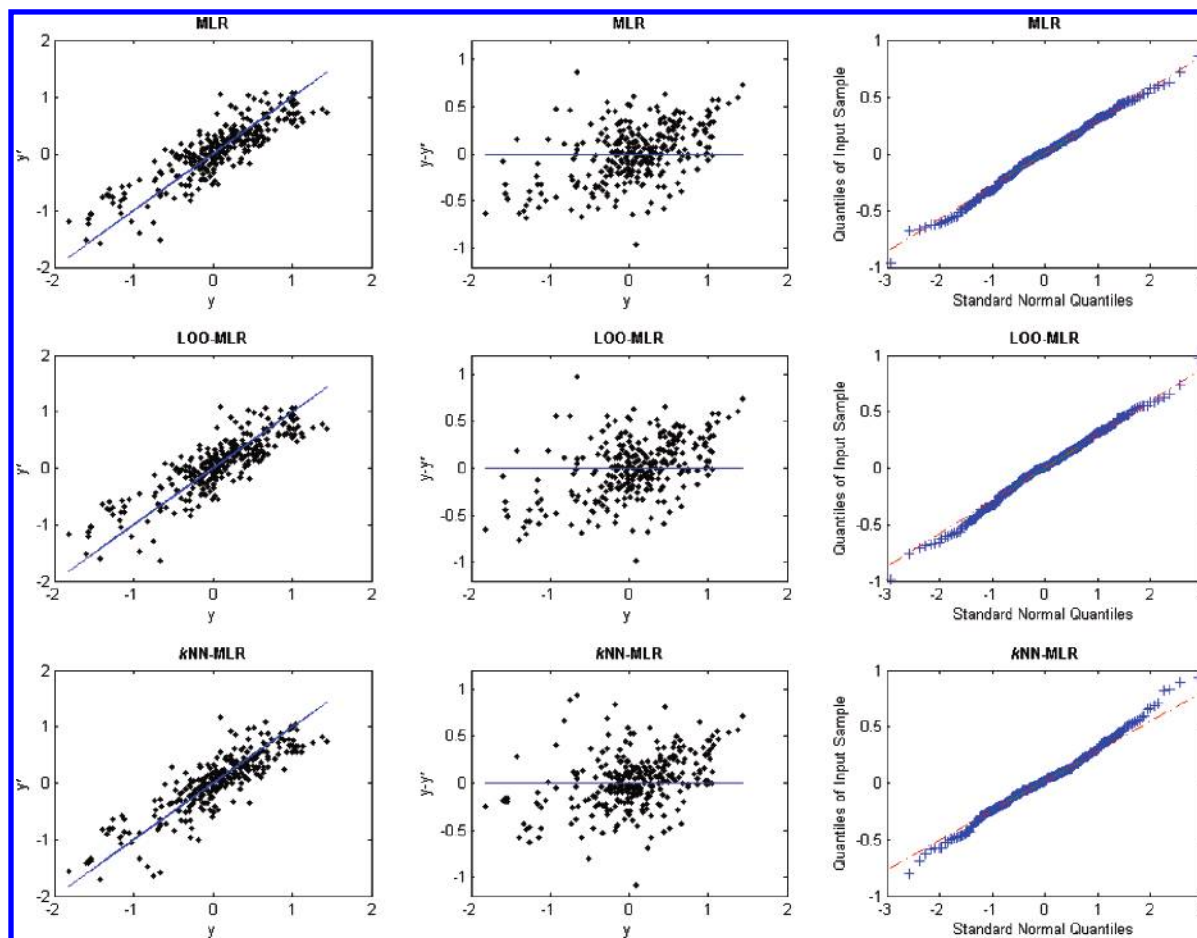 MLR MLR MLR
2 1 1
y' 1 0 -1 -2
y-y' 0.5 0 -0.5 -1
Quantiles of Input Sample 0.5 0 -0.5 -1
-2 -1 0 1 2 -2 -1 0 1 2 -3 -2 -1 0 1 2
y y Standard Normal Quantiles
LOO-MLR LOO-MLR LOO-MLR
2 1 1
y' 1 0 -1 -2
y-y' 0.5 0 -0.5 -1
Quantiles of Input Sample 0.5 0 -0.5 -1
-2 -1 0 1 2 -2 -1 0 1 2 -3 -2 -1 0 1 2
y y Standard Normal Quantiles
kNN-MLR kNN-MLR kNN-MLR
2 1 1
y' 1 0 -1 -2
y-y' 0.5 0 -0.5 -1
Quantiles of Input Sample 0.5 0 -0.5 -1
-2 -1 0 1 2 -2 -1 0 1 2 -3 -2 -1 0 1 2
y y Standard Normal Quantiles